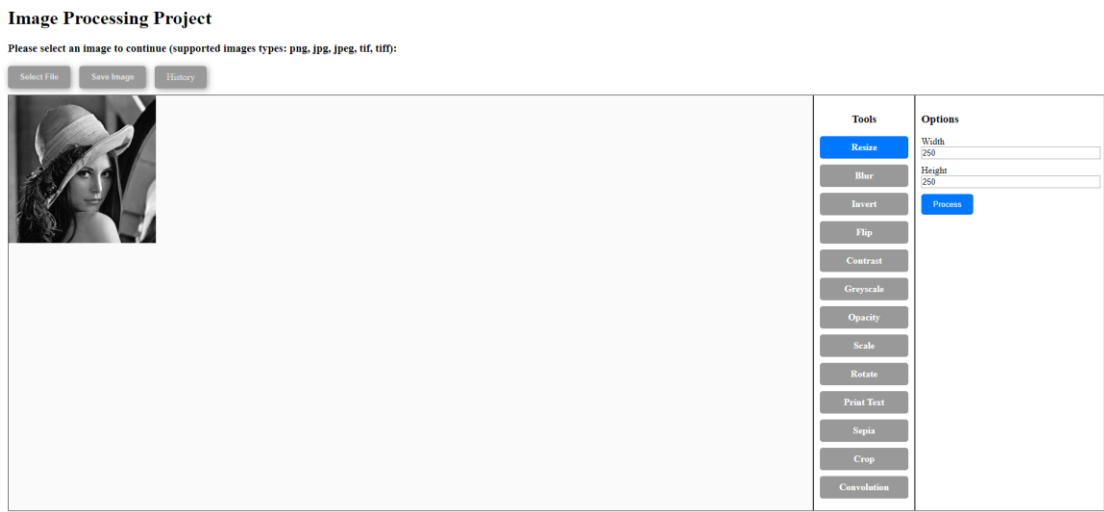 Image Processing Project
Please select an image to continue (supported images types: png, jpg, jpeg, tif, tiff):
Select File
Save Image
History
Tools
Resize
Blur
Invert
Flip
Contrast
Greyscale
Opacity
Scale
Rotate
Print Text
Sepia
Crop
Convolution
Options
Width
250
Height
250
Process